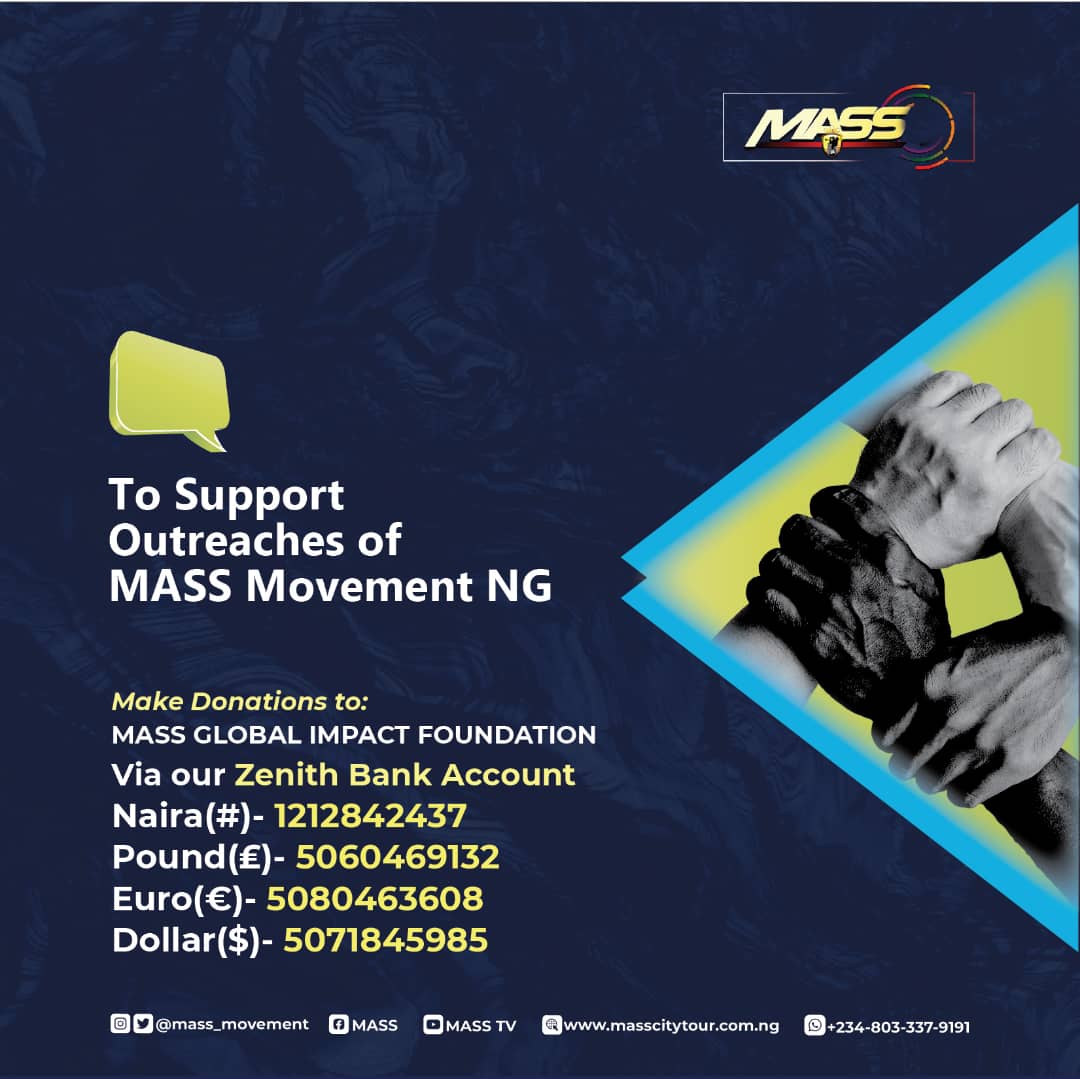 MASS
To Support
Outreaches of
MASS Movement NG
Make Donations to:
MASS GLOBAL IMPACT FOUNDATION
Via our Zenith Bank Account
Naira(#)- 1212842437
Pound(₤)- 5060469132
Euro(€)- 5080463608
Dollar($)- 5071845985
@mass_movement MASS MASS TV www.masscitytour.com.ng +234-803-337-9191